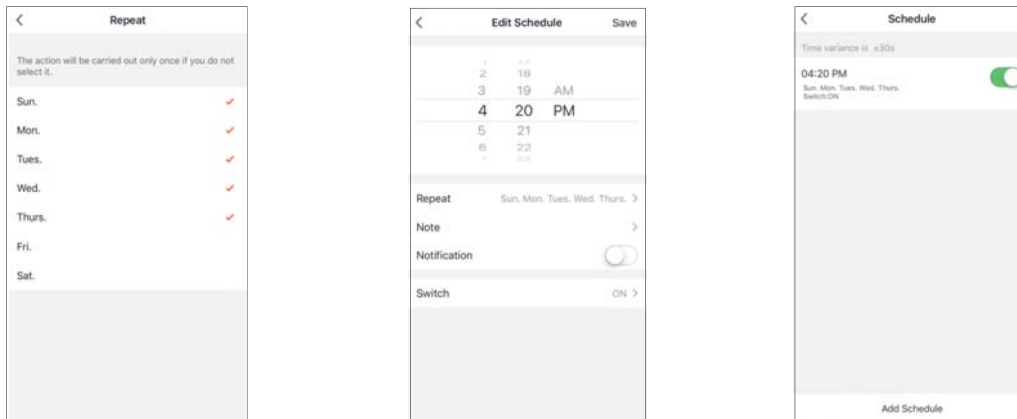 Repeat
The action will be carried out only once if you do not
select it.
Sun.
Mon.
Tues.
Wed.
Thurs.
Fri.
Sat.
Edit Schedule
Save
2 18
3 19 AM
4 20 PM
5 21
6 22
Repeat
Sun. Mon. Tues. Wed. Thurs.
Note
Notification
Switch
ON
Schedule
Time variance is ±30s
04:20 PM
Sun. Mon. Tues. Wed. Thurs.
Switch:ON
Add Schedule